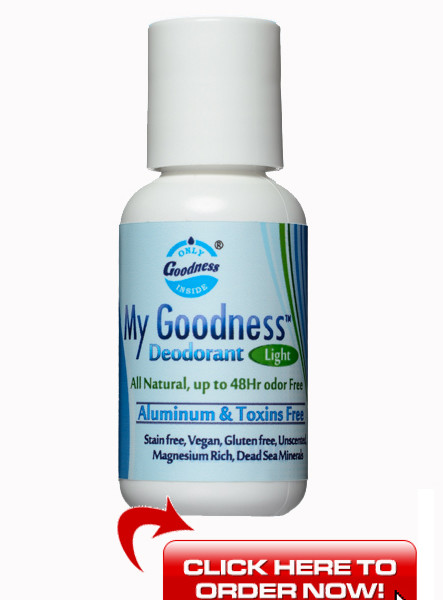 ONLY
Goodness®
INSIDE
My Goodness™
Deodorant Light
All Natural, up to 48Hr odor Free
Aluminum & Toxins Free
Stain free, Vegan, Gluten free, Unscented,
Magnesium Rich, Dead Sea Minerals
CLICK HERE TO
ORDER NOW!